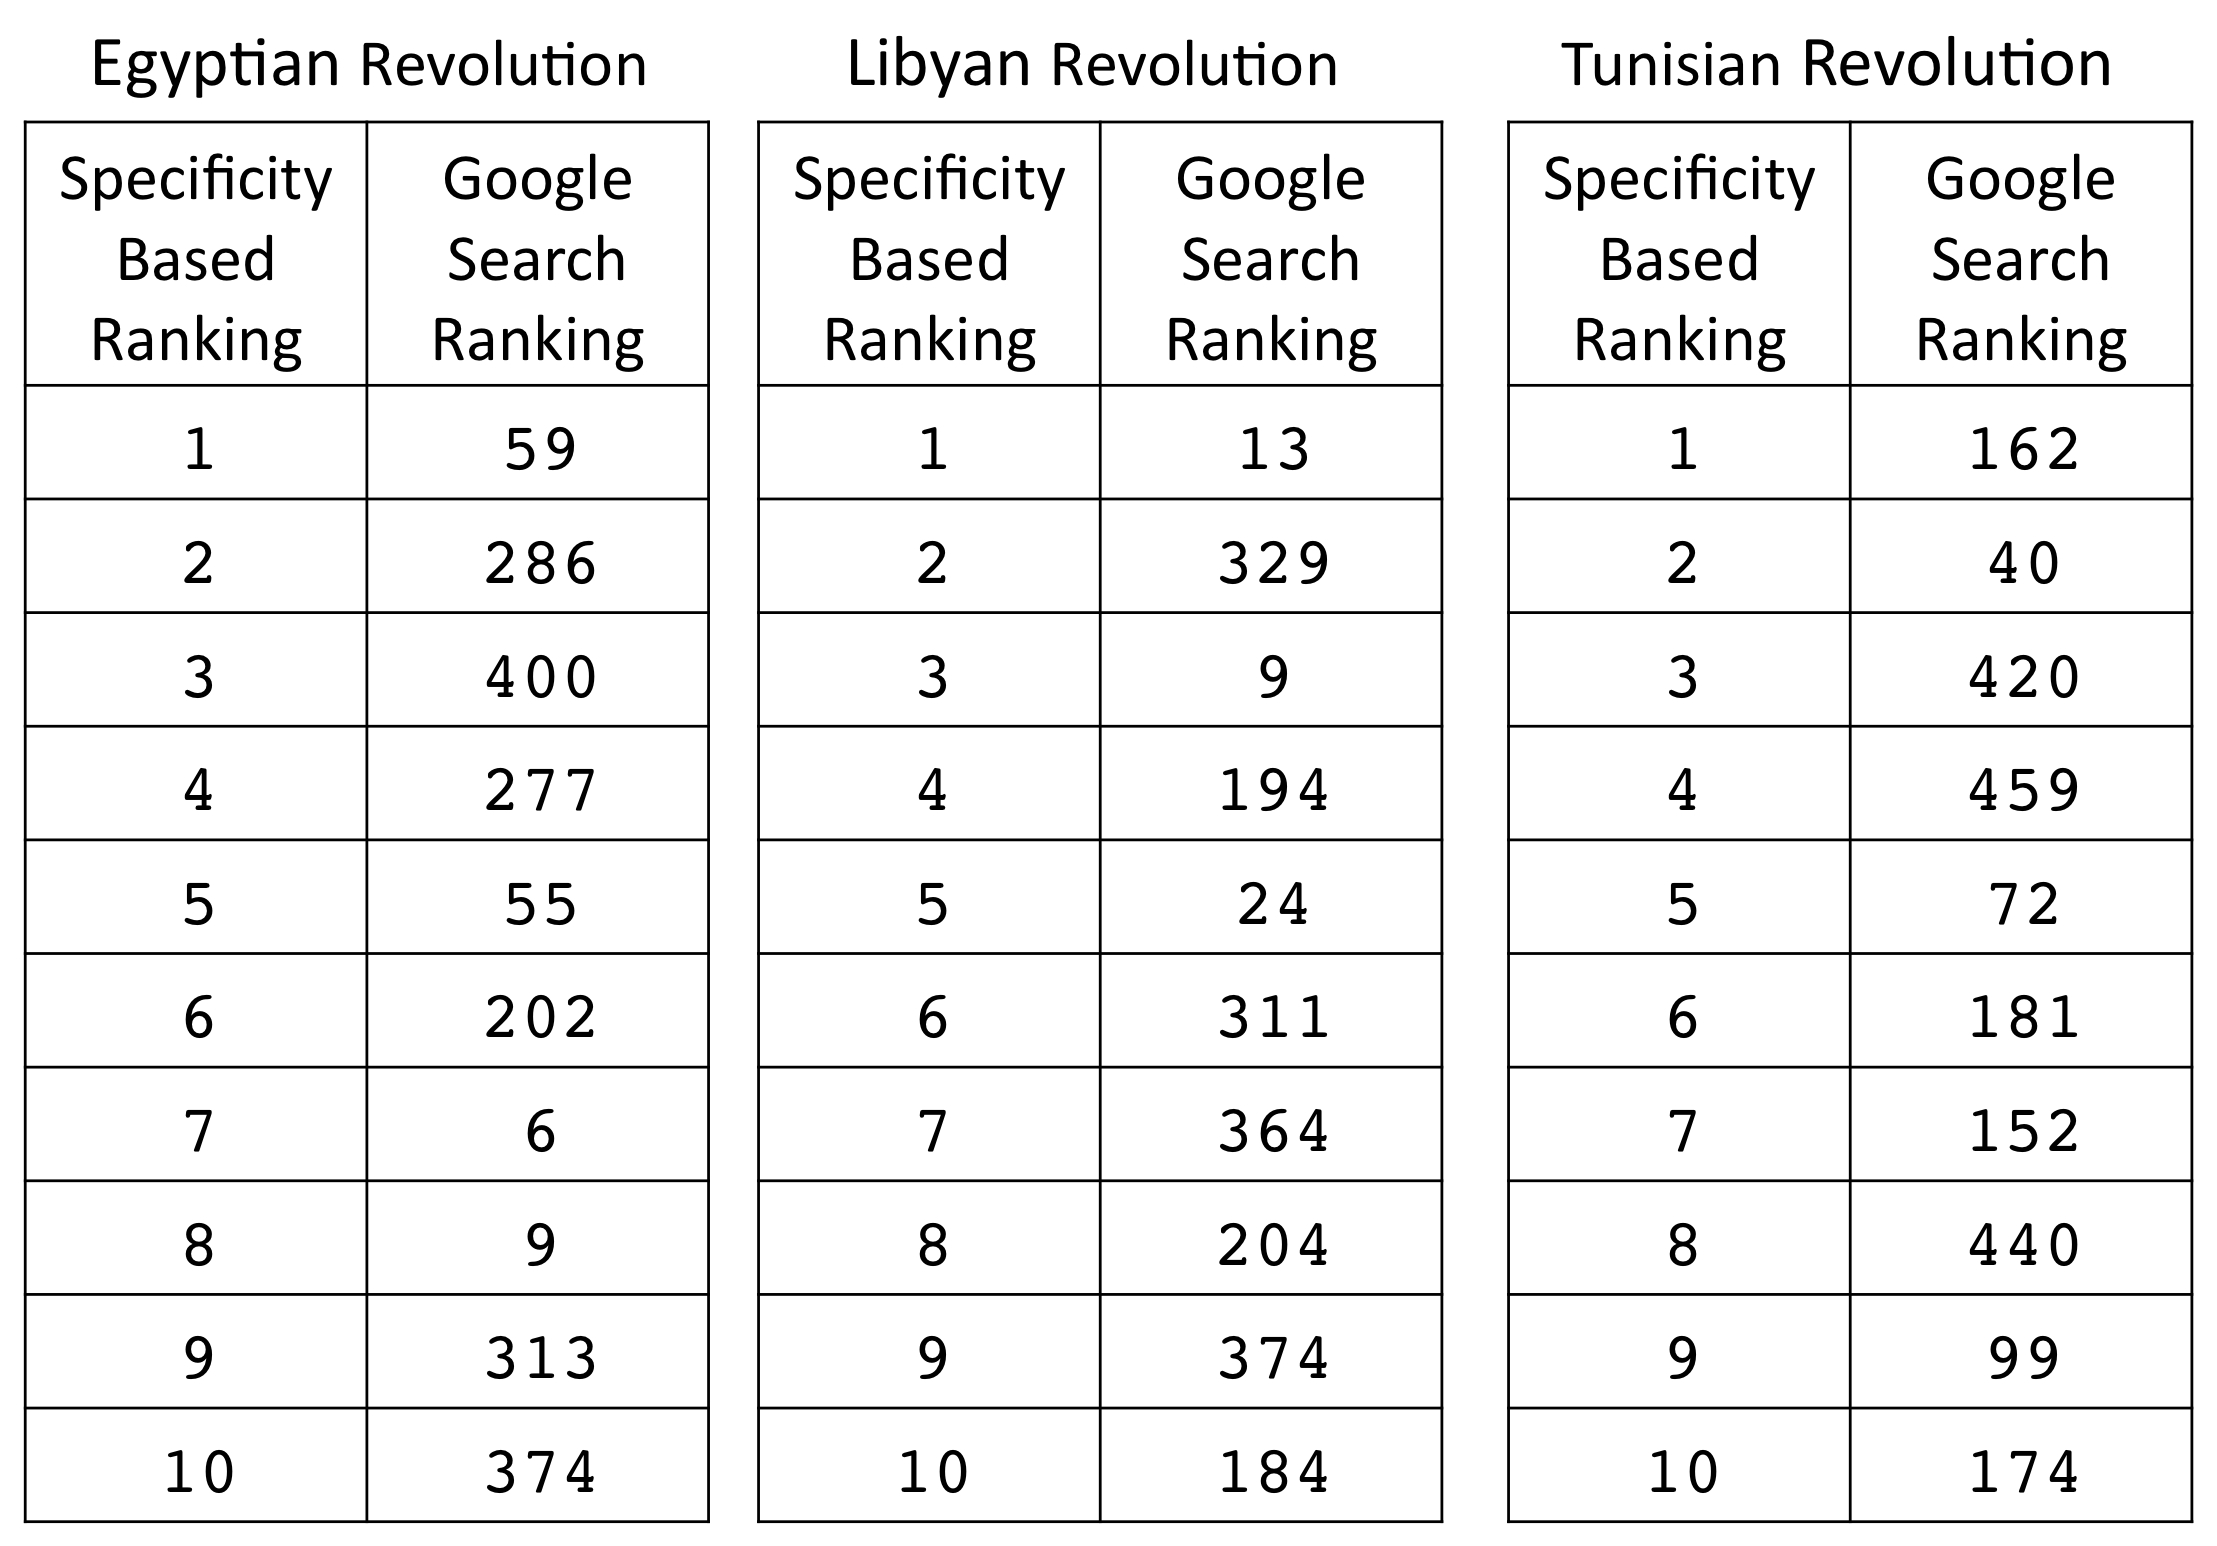 Egyptian Revolution
Specificity Based Ranking | Google Search Ranking
1 | 59
2 | 286
3 | 400
4 | 277
5 | 55
6 | 202
7 | 6
8 | 9
9 | 313
10 | 374
Libyan Revolution
Specificity Based Ranking | Google Search Ranking
1 | 13
2 | 329
3 | 9
4 | 194
5 | 24
6 | 311
7 | 364
8 | 204
9 | 374
10 | 184
Tunisian Revolution
Specificity Based Ranking | Google Search Ranking
1 | 162
2 | 40
3 | 420
4 | 459
5 | 72
6 | 181
7 | 152
8 | 440
9 | 99
10 | 174